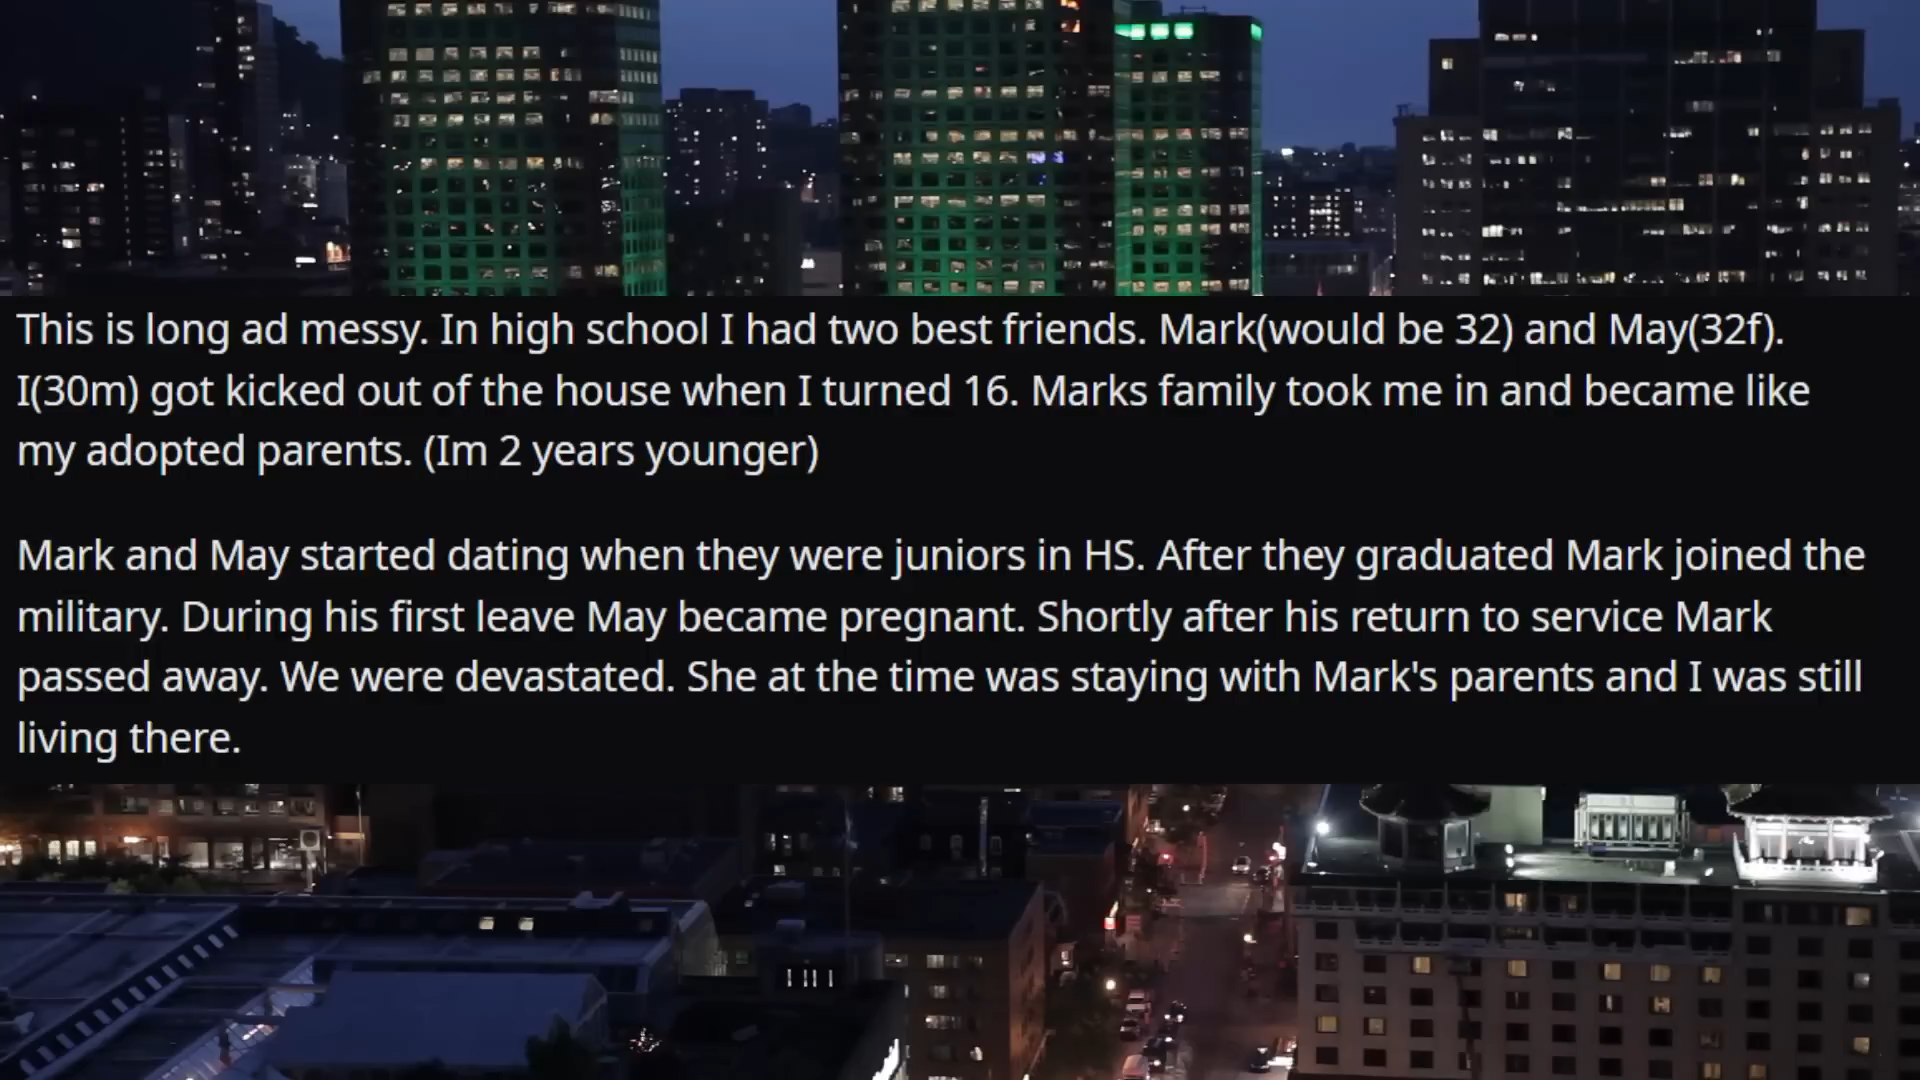 This is long ad messy. In high school I had two best friends. Mark(would be 32) and May(32f).
I(30m) got kicked out of the house when I turned 16. Marks family took me in and became like
my adopted parents. (Im 2 years younger)
Mark and May started dating when they were juniors in HS. After they graduated Mark joined the
military. During his first leave May became pregnant. Shortly after his return to service Mark
passed away. We were devastated. She at the time was staying with Mark's parents and I was still
living there.